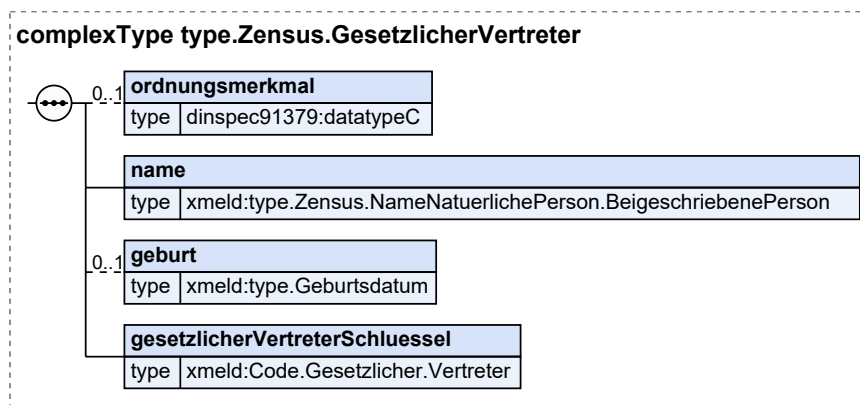 complexType type.Zensus.GesetzlicherVertreter
0..1 ordnungsmerkmal
type dinspec91379:datatypeC
name
type xmeld:type.Zensus.NameNatuerlichePerson.BeigeschriebenePerson
0..1 geburt
type xmeld:type.Geburtsdatum
gesetzlicherVertreterSchluessel
type xmeld:Code.Gesetzlicher.Vertreter